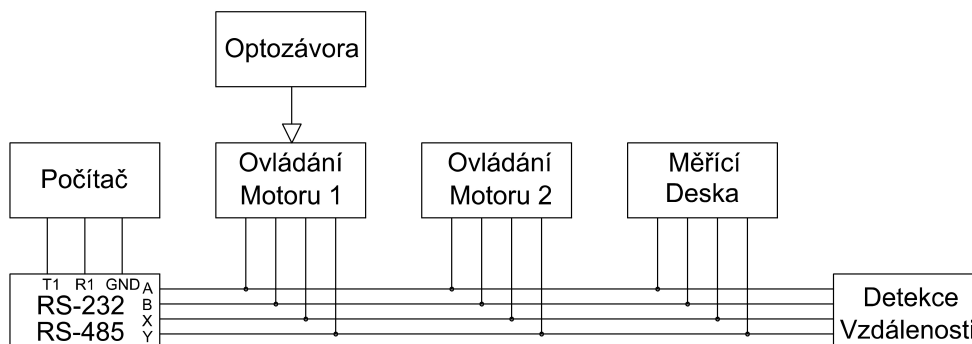 Optozávora
Počítač
Ovládání
Motoru 1
Ovládání
Motoru 2
Měřící
Deska
T1 R1 GND A
RS-232 B
X
RS-485 Y
Detekce
Vzdálenosti